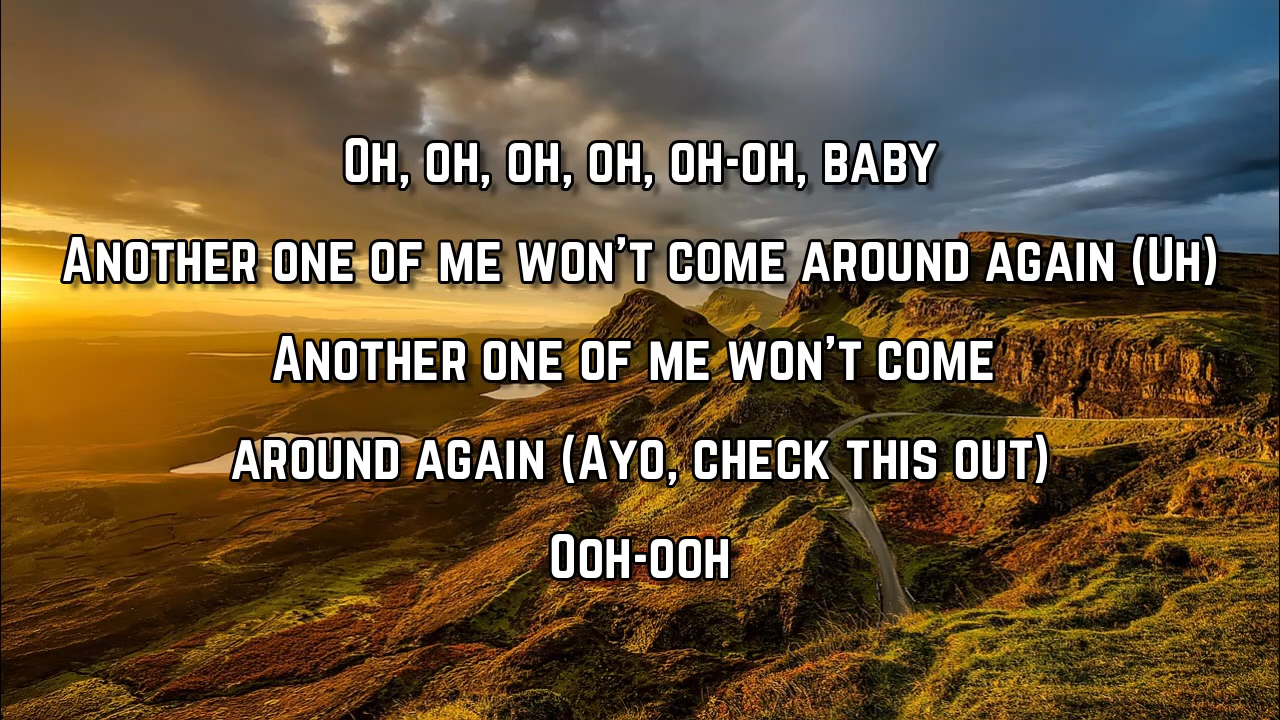 Oh, oh, oh, oh, oh-oh, baby
Another one of me won't come around again (Uh)
Another one of me won't come
around again (Ayo, check this out)
Ooh-ooh